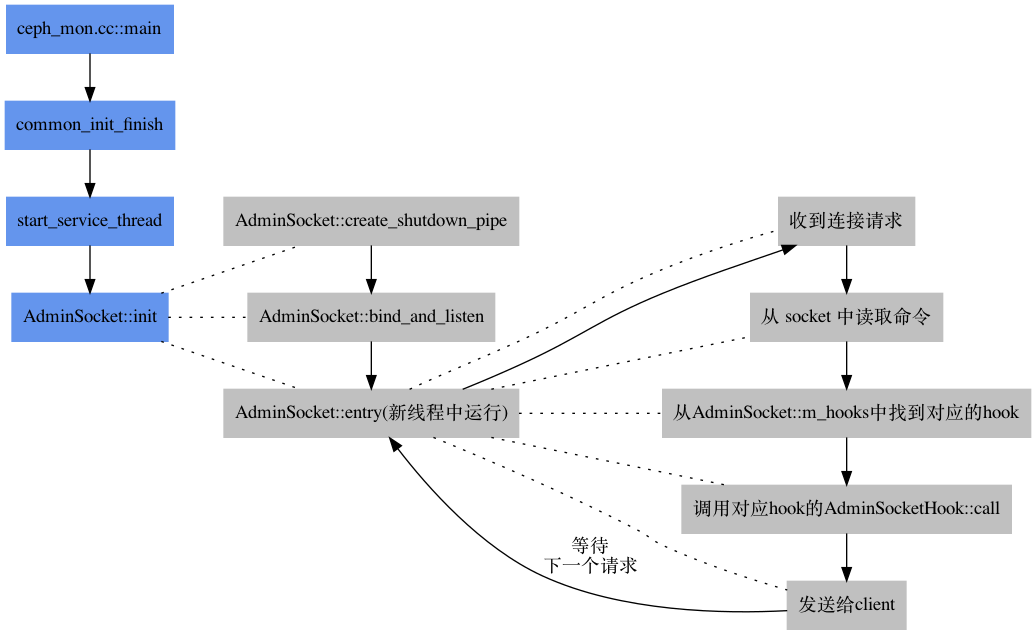 ceph_mon.cc::main
common_init_finish
start_service_thread
AdminSocket::init
AdminSocket::create_shutdown_pipe
AdminSocket::bind_and_listen
AdminSocket::entry(新线程中运行)
收到连接请求
从 socket 中读取命令
从AdminSocket::m_hooks中找到对应的hook
调用对应hook的AdminSocketHook::call
发送给client
等待
下一个请求